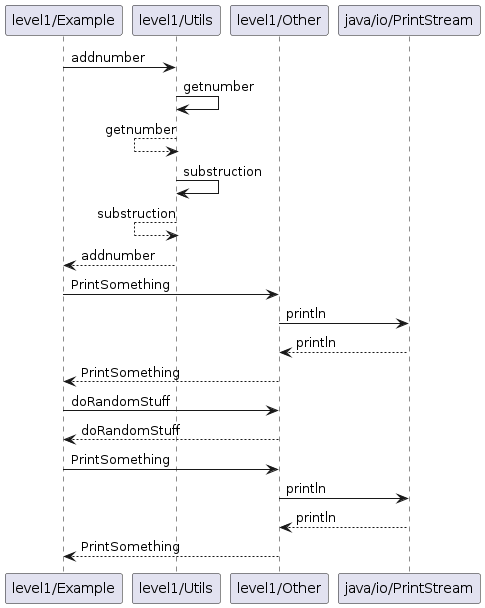 level1/Example level1/Utils level1/Other java/io/PrintStream
addnumber
getnumber
getnumber
substruction
substruction
addnumber
PrintSomething
println
println
PrintSomething
doRandomStuff
doRandomStuff
PrintSomething
println
println
PrintSomething
level1/Example level1/Utils level1/Other java/io/PrintStream